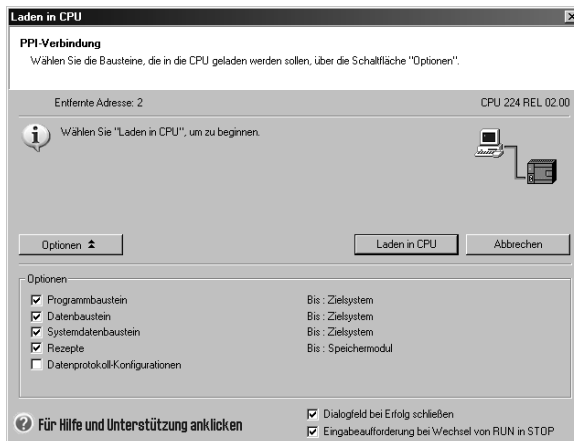 Laden in CPU
PPI-Verbindung
Wählen Sie die Bausteine, die in die CPU geladen werden sollen, über die Schaltfläche "Optionen".
Entfernte Adresse: 2 CPU 224 REL 02.00
Wählen Sie "Laden in CPU", um zu beginnen.
Optionen Laden in CPU Abbrechen
Optionen
Programmbaustein Bis : Zielsystem
Datenbaustein Bis : Zielsystem
Systemdatenbaustein Bis : Zielsystem
Rezepte Bis : Speichermodul
Datenprotokoll-Konfigurationen
Für Hilfe und Unterstützung anklicken
Dialogfeld bei Erfolg schließen
Eingabeaufforderung bei Wechsel von RUN in STOP